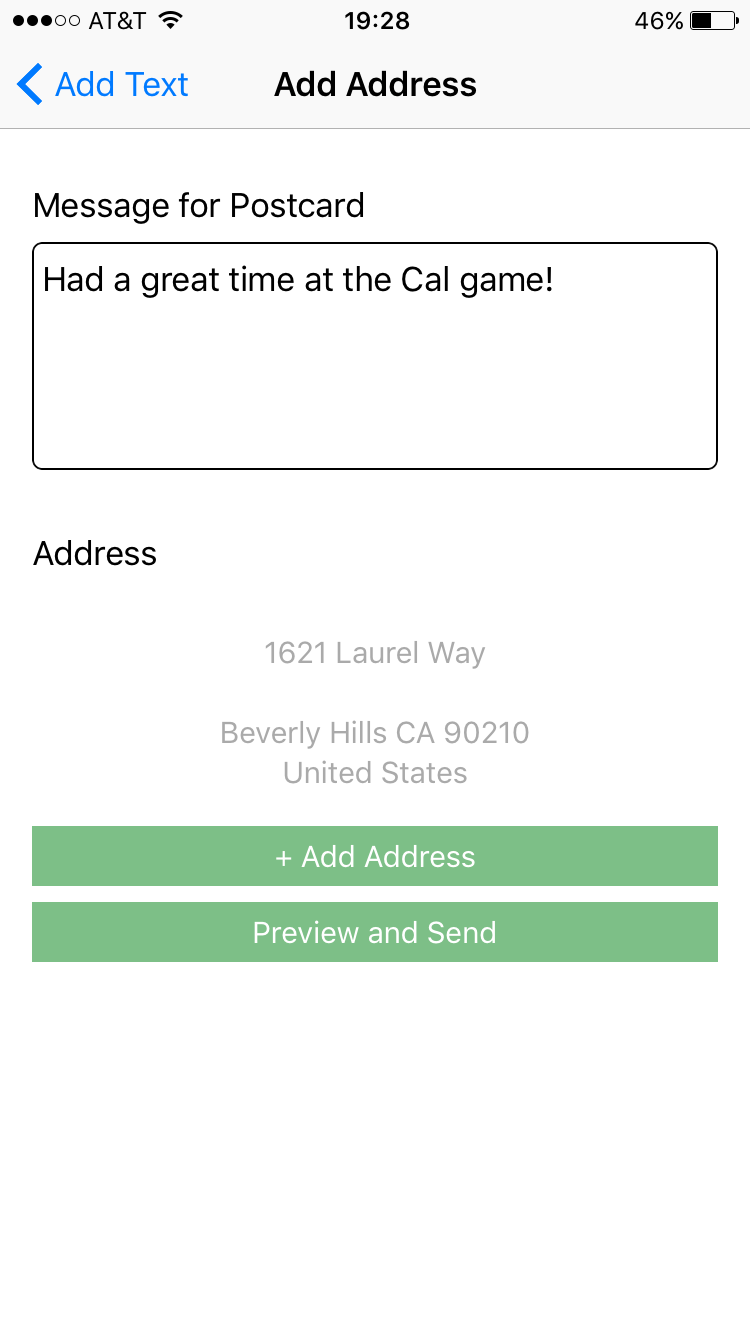 AT&T 19:28 46%
Add Text Add Address
Message for Postcard
Had a great time at the Cal game!
Address
1621 Laurel Way
Beverly Hills CA 90210
United States
+ Add Address
Preview and Send